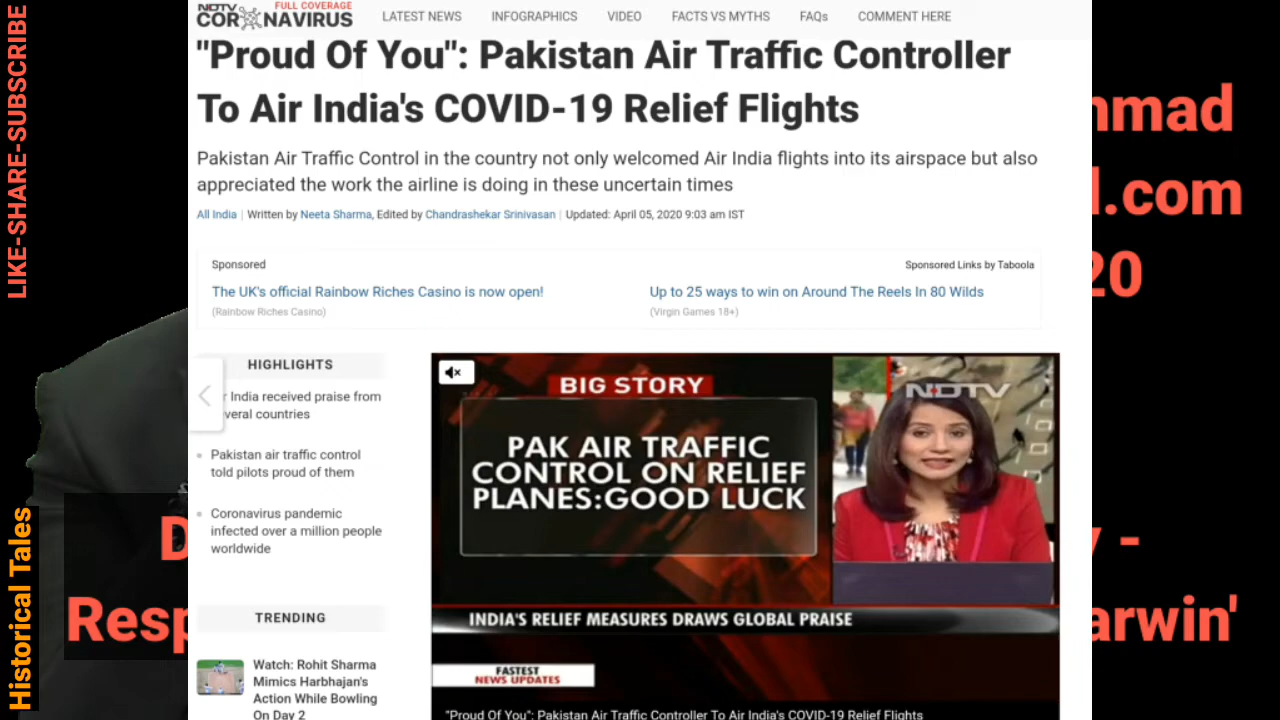 LIKE-SHARE-SUBSCRIBE
Historical Tales
NDTV
FULL COVERAGE
CORONAVIRUS
LATEST NEWS INFOGRAPHICS VIDEO FACTS VS MYTHS FAQs COMMENT HERE
"Proud Of You": Pakistan Air Traffic Controller
To Air India's COVID-19 Relief Flights
Pakistan Air Traffic Control in the country not only welcomed Air India flights into its airspace but also
appreciated the work the airline is doing in these uncertain times
All India | Written by Neeta Sharma, Edited by Chandrashekar Srinivasan | Updated: April 05, 2020 9:03 am IST
Sponsored
Sponsored Links by Taboola
The UK's official Rainbow Riches Casino is now open!
(Rainbow Riches Casino)
Up to 25 ways to win on Around The Reels In 80 Wilds
(Virgin Games 18+)
HIGHLIGHTS
India received praise from
countries
Pakistan air traffic control
told pilots proud of them
Coronavirus pandemic
infected over a million people
worldwide
TRENDING
Watch: Rohit Sharma
Mimics Harbhajan's
Action While Bowling
On Day 2
BIG STORY
PAK AIR TRAFFIC
CONTROL ON RELIEF
PLANES:GOOD LUCK
NDTV
INDIA'S RELIEF MEASURES DRAWS GLOBAL PRAISE
FASTEST
NEWS UPDATES
"Proud Of You": Pakistan Air Traffic Controller To Air India's COVID-19 Relief Flights
hmad
l.com
20
D
y -
Resp
arwin'